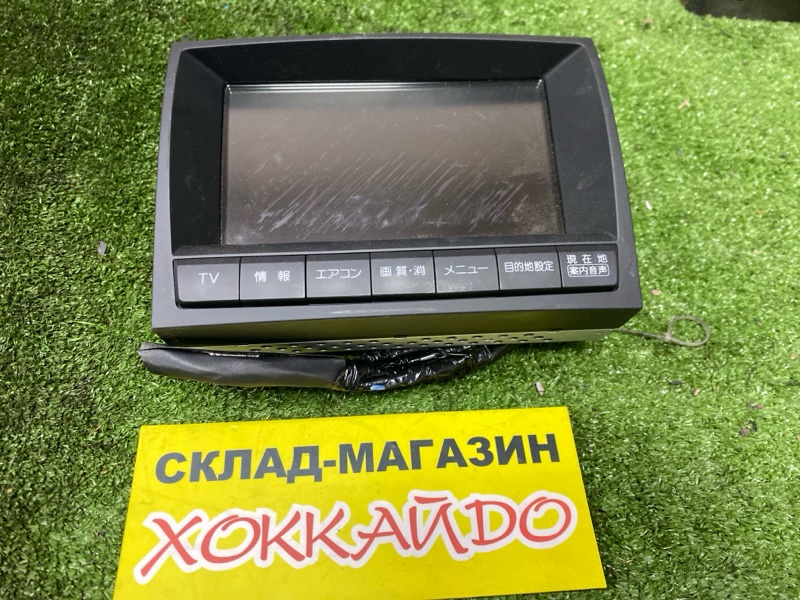 TV 情報 エアコン 画質・消 メニュー 目的地設定 現在地
案内音声
СКЛАД-МАГАЗИН
ХОККАЙДО